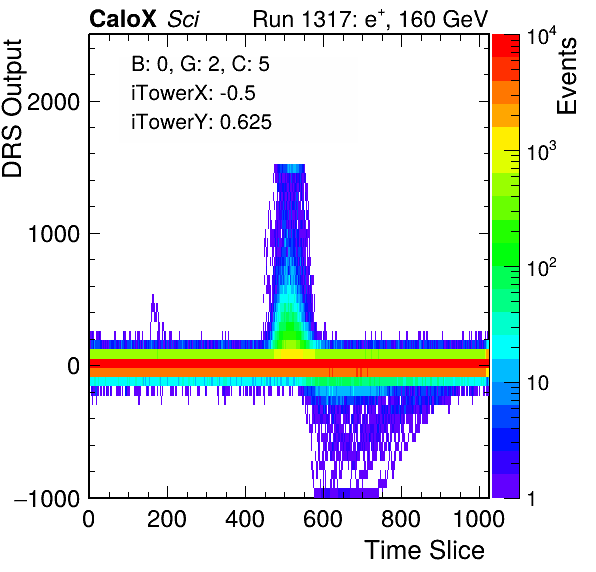 CaloX Sci Run 1317: e+, 160 GeV
B: 0, G: 2, C: 5
iTowerX: -0.5
iTowerY: 0.625
DRS Output
2000
1000
0
−1000
0 200 400 600 800 1000
Time Slice
Events
10^4
10^3
10^2
10
1